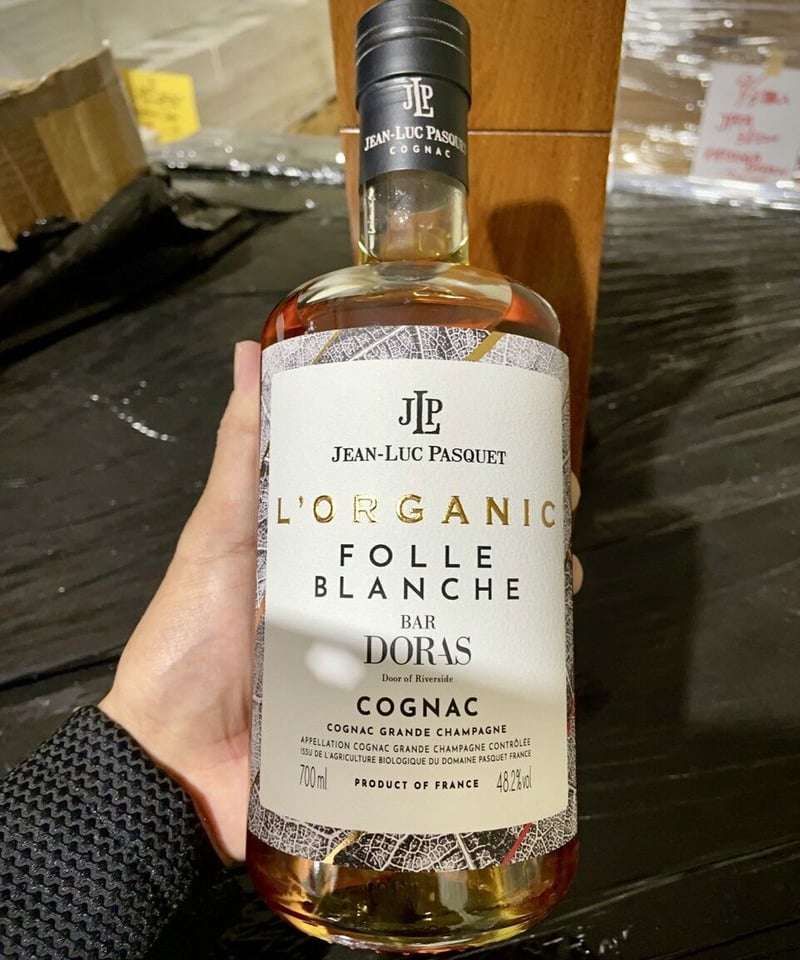 JLP
JEAN-LUC PASQUET
COGNAC
JLP
JEAN-LUC PASQUET
L'ORGANIC
FOLLE
BLANCHE
BAR
DORAS
Door of Riverside
COGNAC
COGNAC GRANDE CHAMPAGNE
APPELLATION COGNAC GRANDE CHAMPAGNE CONTRÔLÉE
ISSU DE L'AGRICULTURE BIOLOGIQUE DU DOMAINE PASQUET FRANCE
700 ml PRODUCT OF FRANCE 48.2%vol